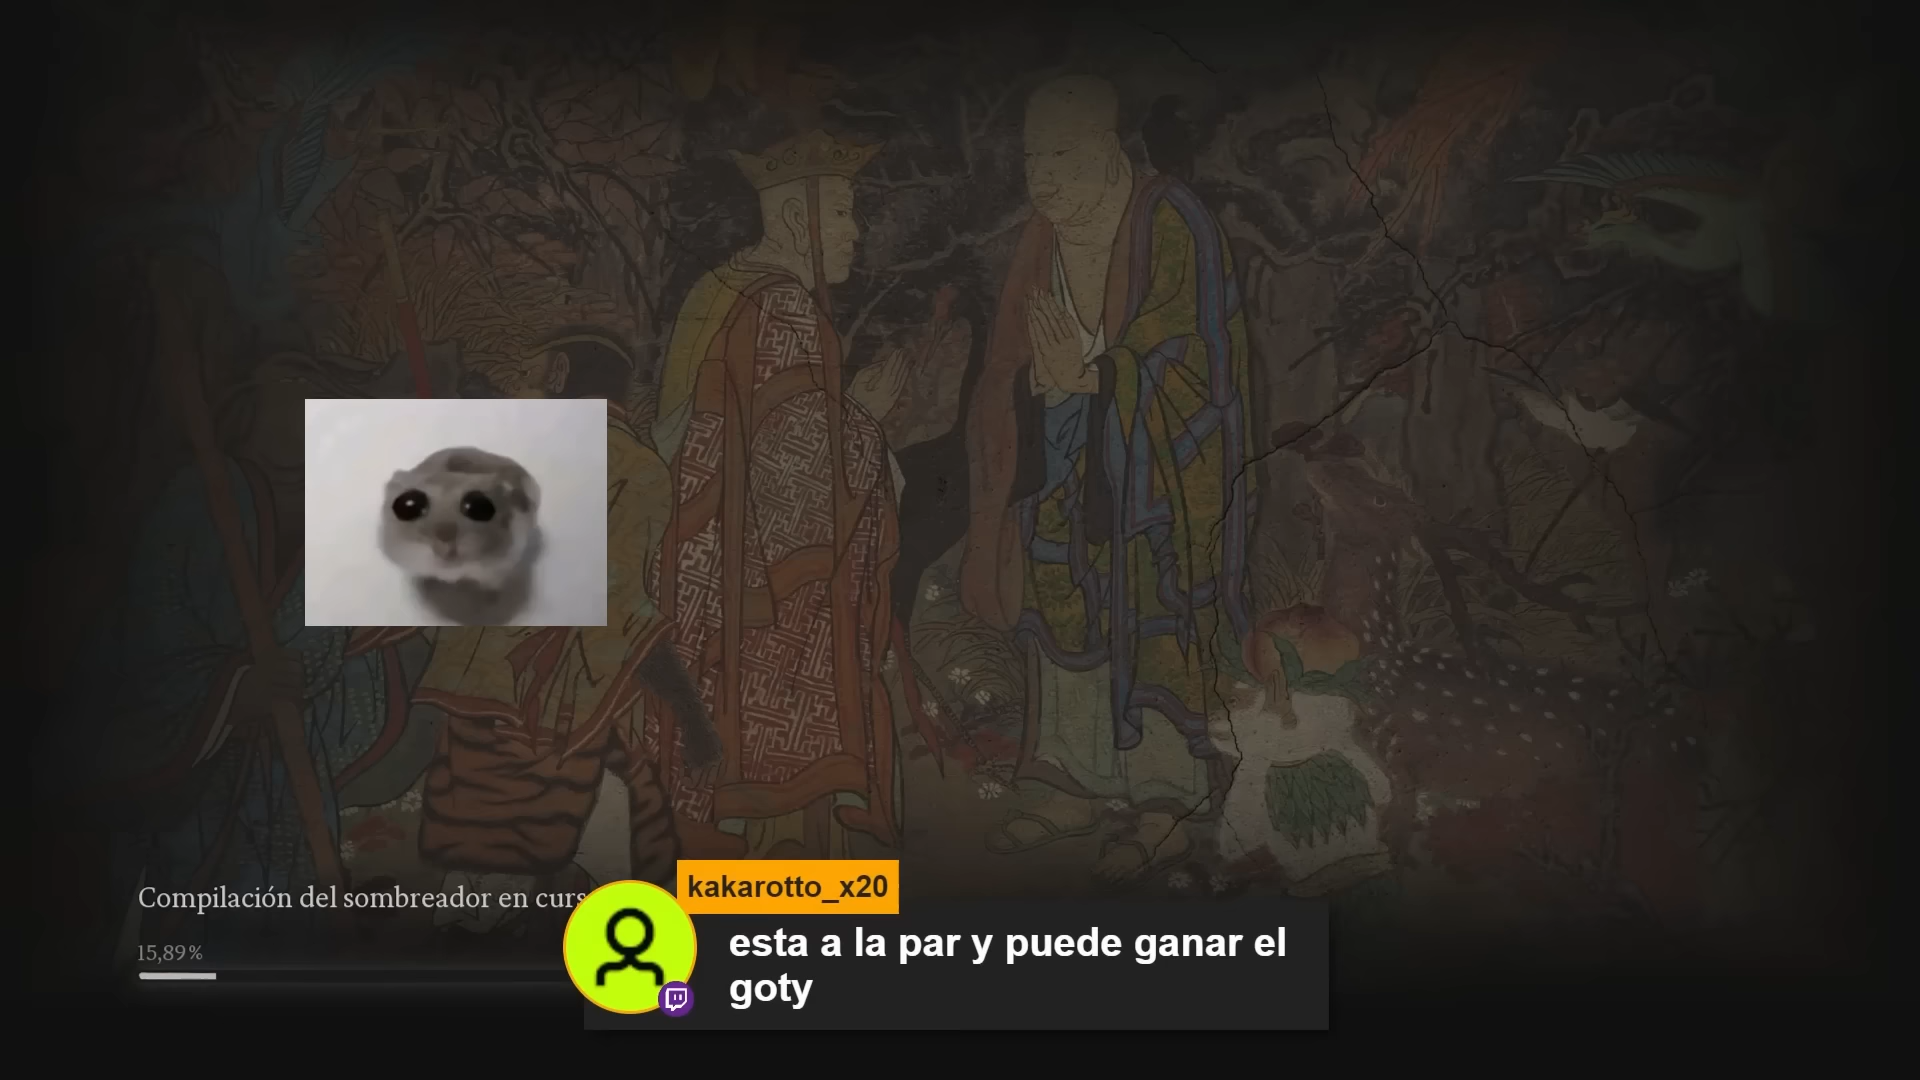 Compilación del sombreador en curs
15,89%
kakarotto_x20
esta a la par y puede ganar el
goty